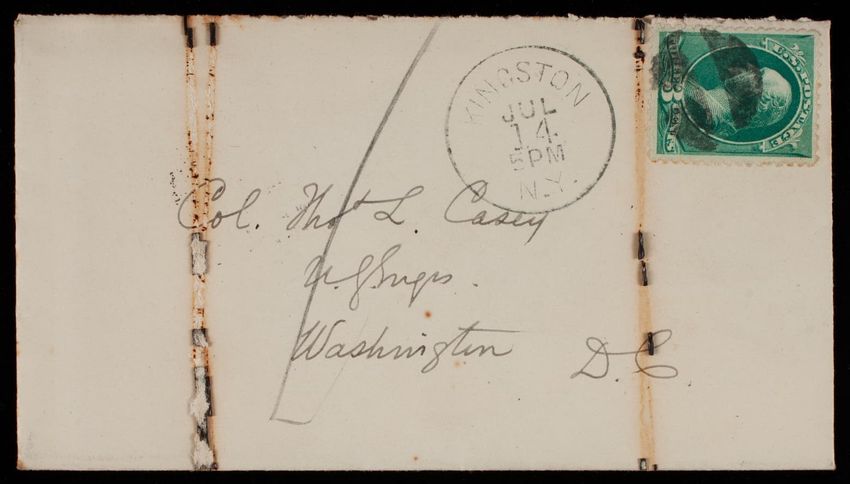 KINGSTON
JUL
14
5PM
N.Y.
U.S. POSTAGE
Col. Thos L. Casey
U.S. Engrs.
Washington
D.C.